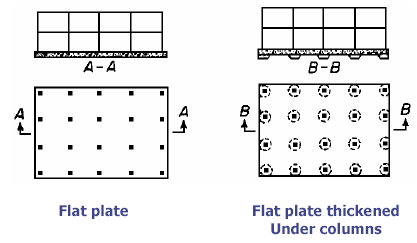 A-A
B-B
A
A
B
B
Flat plate
Flat plate thickened
Under columns